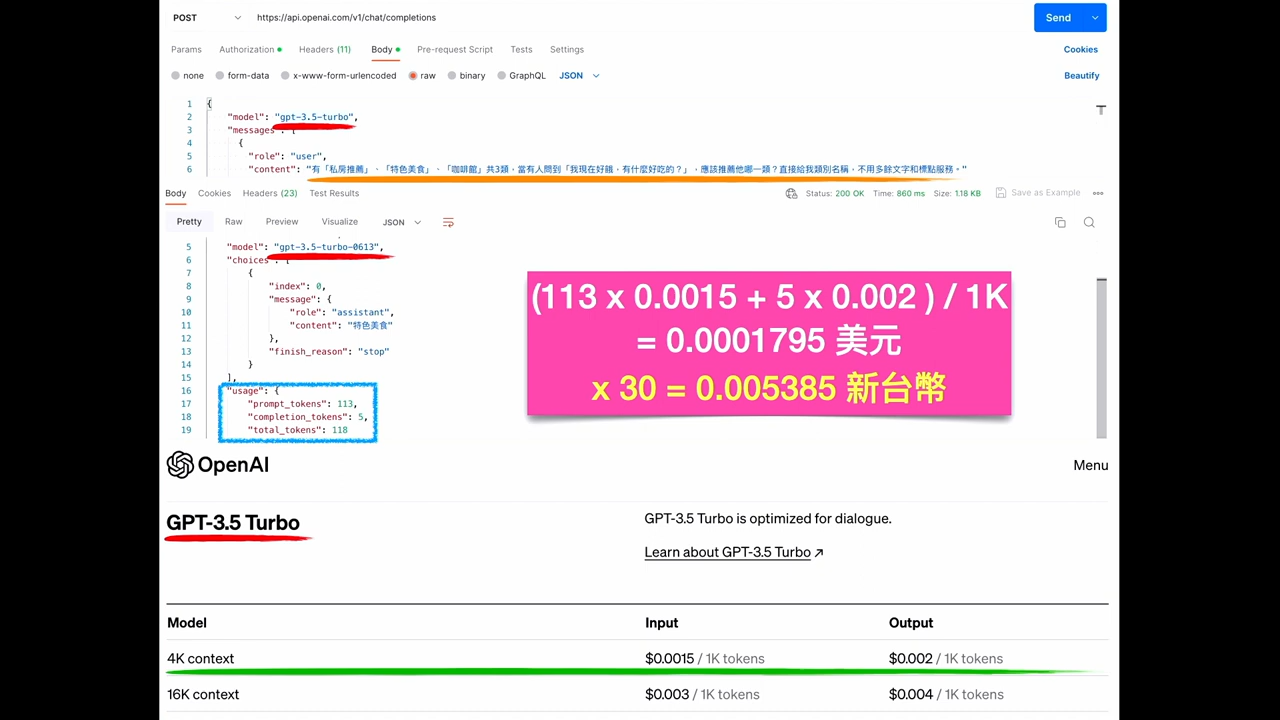 POST https://api.openai.com/v1/chat/completions Send
Params Authorization Headers (11) Body Pre-request Script Tests Settings Cookies
none form-data x-www-form-urlencoded raw binary GraphQL JSON Beautify
1 {
2 "model": "gpt-3.5-turbo",
3 "messages": [
4 {
5 "role": "user",
6 "content": "有「私房推薦」、「特色美食」、「咖啡館」共3類，當有人問到「我現在好餓，有什麼好吃的？」，應該推薦他哪一類？直接給我類別名稱，不用多餘文字和標點服務。"
Body Cookies Headers (23) Test Results Status: 200 OK Time: 860 ms Size: 1.18 KB Save as Example
Pretty Raw Preview Visualize JSON
5 "model": "gpt-3.5-turbo-0613",
6 "choices": [
7 {
8 "index": 0,
9 "message": {
10 "role": "assistant",
11 "content": "特色美食"
12 },
13 "finish_reason": "stop"
14 }
15 ],
16 "usage": {
17 "prompt_tokens": 113,
18 "completion_tokens": 5,
19 "total_tokens": 118
(113 x 0.0015 + 5 x 0.002 ) / 1K
= 0.0001795 美元
x 30 = 0.005385 新台幣
OpenAI Menu
GPT-3.5 Turbo
GPT-3.5 Turbo is optimized for dialogue.
Learn about GPT-3.5 Turbo ↗
Model Input Output
4K context $0.0015 / 1K tokens $0.002 / 1K tokens
16K context $0.003 / 1K tokens $0.004 / 1K tokens